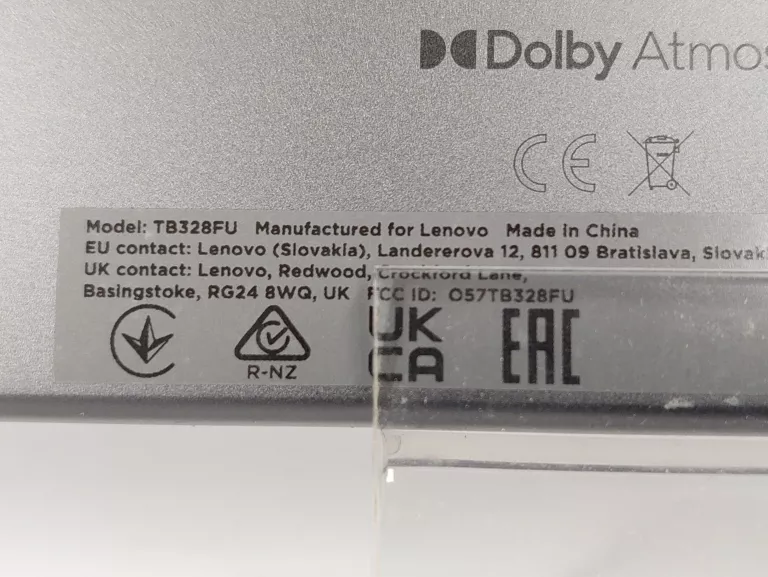 Dolby Atmos
CE
Model: TB328FU Manufactured for Lenovo Made in China
EU contact: Lenovo (Slovakia), Landererova 12, 811 09 Bratislava, Slovak
UK contact: Lenovo, Redwood, Crockford Lane,
Basingstoke, RG24 8WQ, UK FCC ID: O57TB328FU
UK
CA
EAC
R-NZ